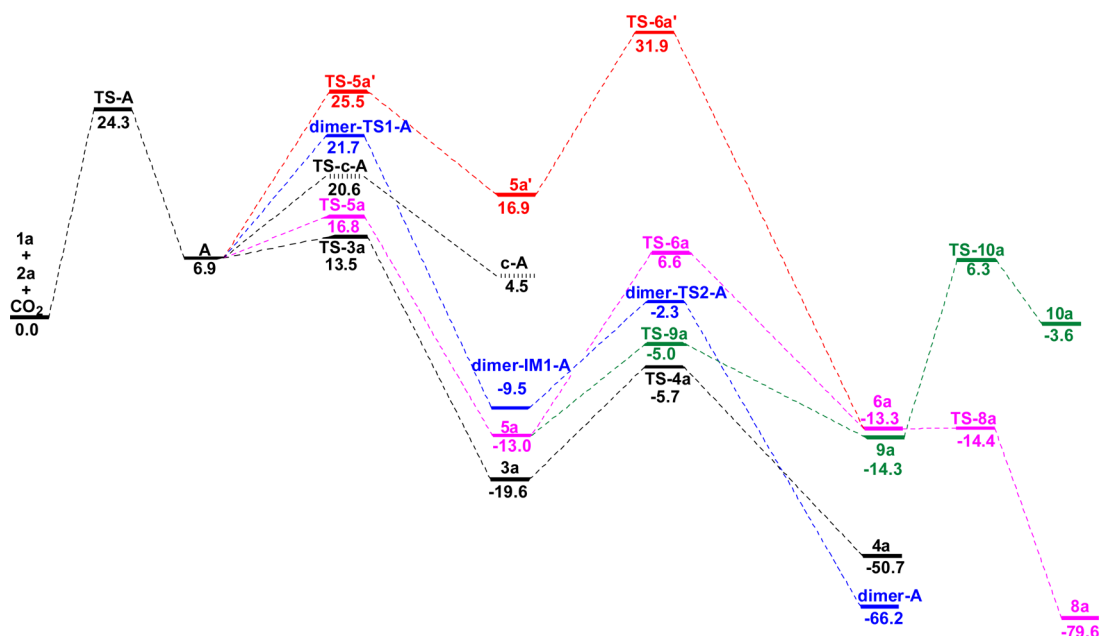 TS-6a'
31.9
TS-5a'
25.5
TS-A
24.3
dimer-TS1-A
21.7
TS-c-A
20.6
5a'
16.9
TS-5a
16.8
TS-3a
13.5
1a
+
2a
+
CO2
0.0
A
6.9
c-A
4.5
TS-6a
6.6
TS-10a
6.3
dimer-TS2-A
-2.3
10a
-3.6
TS-9a
-5.0
TS-4a
-5.7
dimer-IM1-A
-9.5
5a
-13.0
6a
-13.3
TS-8a
-14.4
9a
-14.3
3a
-19.6
4a
-50.7
dimer-A
-66.2
8a
-79.6